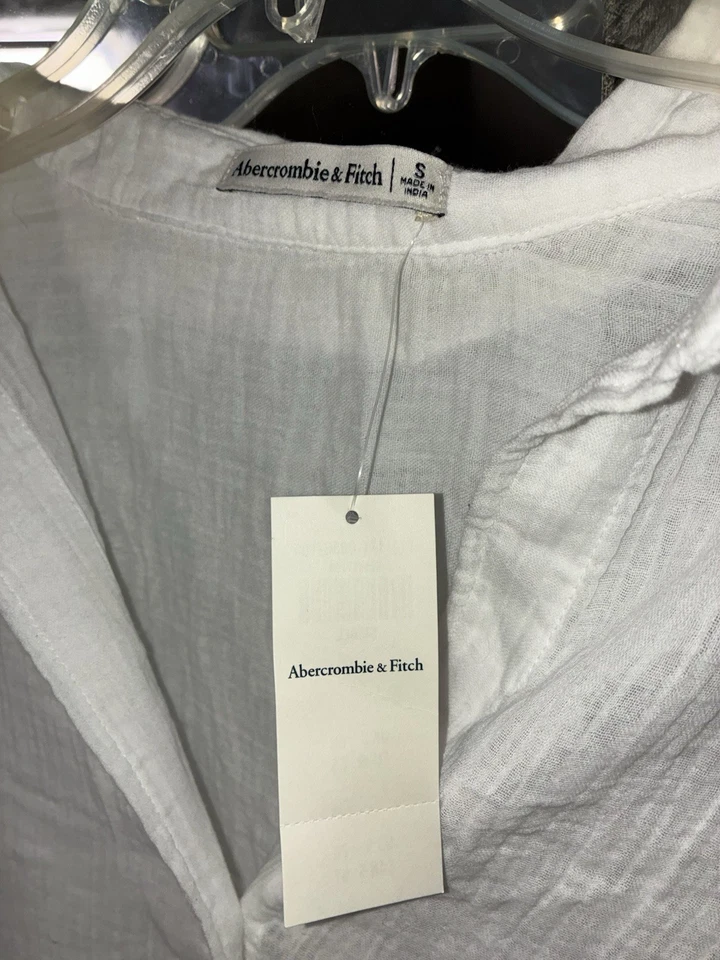 Abercrombie & Fitch | S
MADE IN
INDIA
Abercrombie & Fitch